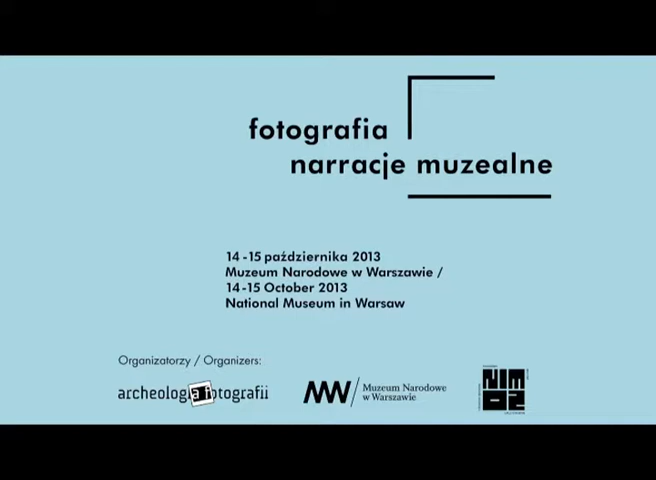 fotografia
narracje muzealne
14-15 października 2013
Muzeum Narodowe w Warszawie /
14-15 October 2013
National Museum in Warsaw
Organizatorzy / Organizers:
archeologia fotografii
Muzeum Narodowe
w Warszawie
NIMOZ